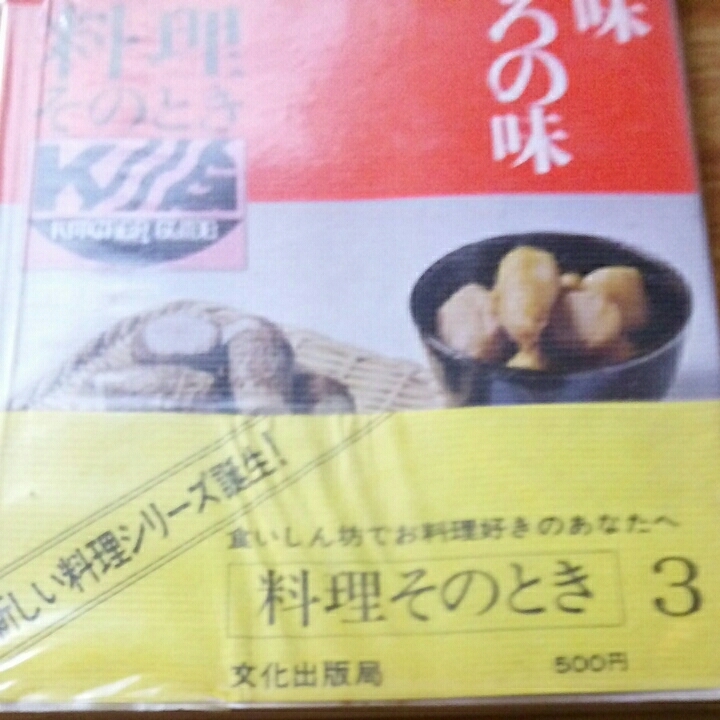 料理
そのとき
KITCHEN GUIDE
味
ろの味
新しい料理シリーズ誕生!
食いしん坊でお料理好きのあなたへ
料理そのとき 3
文化出版局 500円